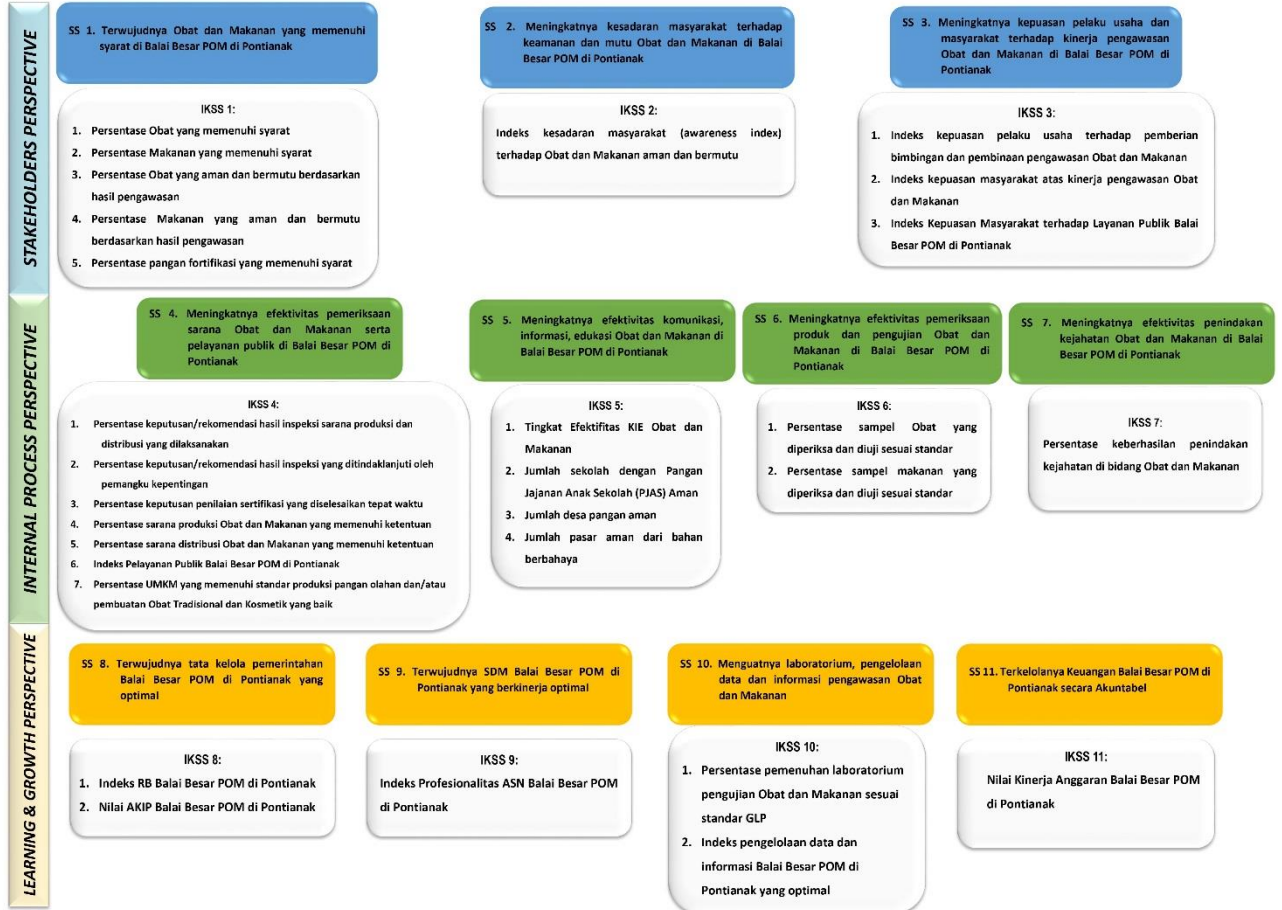 STAKEHOLDERS PERSPECTIVE
SS 1. Terwujudnya Obat dan Makanan yang memenuhi
syarat di Balai Besar POM di Pontianak
SS 2. Meningkatnya kesadaran masyarakat terhadap
keamanan dan mutu Obat dan Makanan di Balai
Besar POM di Pontianak
SS 3. Meningkatnya kepuasan pelaku usaha dan
masyarakat terhadap kinerja pengawasan
Obat dan Makanan di Balai Besar POM di
Pontianak
IKSS 1:
1. Persentase Obat yang memenuhi syarat
2. Persentase Makanan yang memenuhi syarat
3. Persentase Obat yang aman dan bermutu berdasarkan
hasil pengawasan
4. Persentase Makanan yang aman dan bermutu
berdasarkan hasil pengawasan
5. Persentase pangan fortifikasi yang memenuhi syarat
IKSS 2:
Indeks kesadaran masyarakat (awareness index)
terhadap Obat dan Makanan aman dan bermutu
IKSS 3:
1. Indeks kepuasan pelaku usaha terhadap pemberian
bimbingan dan pembinaan pengawasan Obat dan Makanan
2. Indeks kepuasan masyarakat atas kinerja pengawasan Obat
dan Makanan
3. Indeks Kepuasan Masyarakat terhadap Layanan Publik Balai
Besar POM di Pontianak
INTERNAL PROCESS PERSPECTIVE
SS 4. Meningkatnya efektivitas pemeriksaan
sarana Obat dan Makanan serta
pelayanan publik di Balai Besar POM di
Pontianak
SS 5. Meningkatnya efektivitas komunikasi,
informasi, edukasi Obat dan Makanan di
Balai Besar POM di Pontianak
SS 6. Meningkatnya efektivitas pemeriksaan
produk dan pengujian Obat dan
Makanan di Balai Besar POM di
Pontianak
SS 7. Meningkatnya efektivitas penindakan
kejahatan Obat dan Makanan di Balai
Besar POM di Pontianak
IKSS 4:
1. Persentase keputusan/rekomendasi hasil inspeksi sarana produksi dan
distribusi yang dilaksanakan
2. Persentase keputusan/rekomendasi hasil inspeksi yang ditindaklanjuti oleh
pemangku kepentingan
3. Persentase keputusan penilaian sertifikasi yang diselesaikan tepat waktu
4. Persentase sarana produksi Obat dan Makanan yang memenuhi ketentuan
5. Persentase sarana distribusi Obat dan Makanan yang memenuhi ketentuan
6. Indeks Pelayanan Publik Balai Besar POM di Pontianak
7. Persentase UMKM yang memenuhi standar produksi pangan olahan dan/atau
pembuatan Obat Tradisional dan Kosmetik yang baik
IKSS 5:
1. Tingkat Efektifitas KIE Obat dan
Makanan
2. Jumlah sekolah dengan Pangan
Jajanan Anak Sekolah (PJAS) Aman
3. Jumlah desa pangan aman
4. Jumlah pasar aman dari bahan
berbahaya
IKSS 6:
1. Persentase sampel Obat yang
diperiksa dan diuji sesuai standar
2. Persentase sampel makanan yang
diperiksa dan diuji sesuai standar
IKSS 7:
Persentase keberhasilan penindakan
kejahatan di bidang Obat dan Makanan
LEARNING & GROWTH PERSPECTIVE
SS 8. Terwujudnya tata kelola pemerintahan
Balai Besar POM di Pontianak yang
optimal
SS 9. Terwujudnya SDM Balai Besar POM di
Pontianak yang berkinerja optimal
SS 10. Menguatnya laboratorium, pengelolaan
data dan informasi pengawasan Obat
dan Makanan
SS 11. Terkelolanya Keuangan Balai Besar POM di
Pontianak secara Akuntabel
IKSS 8:
1. Indeks RB Balai Besar POM di Pontianak
2. Nilai AKIP Balai Besar POM di Pontianak
IKSS 9:
Indeks Profesionalitas ASN Balai Besar POM
di Pontianak
IKSS 10:
1. Persentase pemenuhan laboratorium
pengujian Obat dan Makanan sesuai
standar GLP
2. Indeks pengelolaan data dan
informasi Balai Besar POM di
Pontianak yang optimal
IKSS 11:
Nilai Kinerja Anggaran Balai Besar POM
di Pontianak